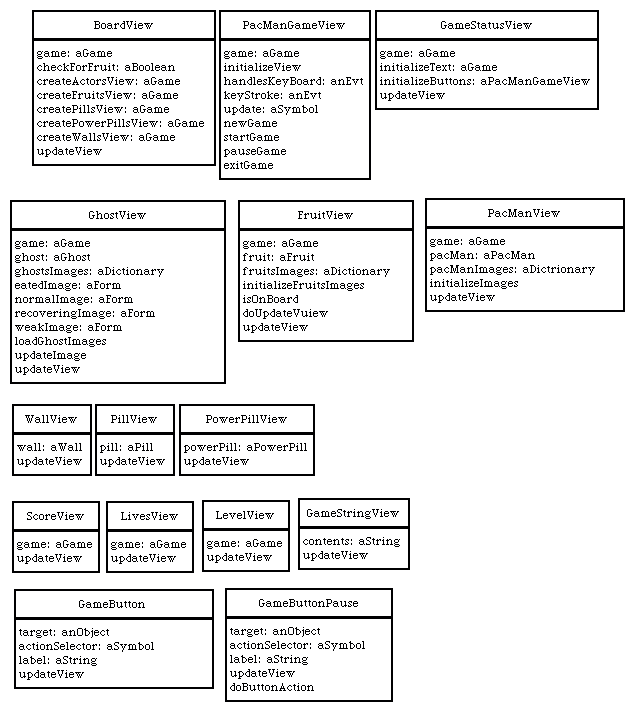 BoardView
game: aGame
checkForFruit: aBoolean
createActorsView: aGame
createFruitsView: aGame
createPillsView: aGame
createPowerPillsView: aGame
createWallsView: aGame
updateView
PacManGameView
game: aGame
initializeView
handlesKeyBoard: anEvt
keyStroke: anEvt
update: aSymbol
newGame
startGame
pauseGame
exitGame
GameStatusView
game: aGame
initializeText: aGame
initializeButtons: aPacManGameView
updateView
GhostView
game: aGame
ghost: aGhost
ghostsImages: aDictionary
eatedImage: aForm
normalImage: aForm
recoveringImage: aForm
weakImage: aForm
loadGhostImages
updateImage
updateView
FruitView
game: aGame
fruit: aFruit
fruitsImages: aDictionary
initializeFruitsImages
isOnBoard
doUpdateVuiew
updateView
PacManView
game: aGame
pacMan: aPacMan
pacManImages: aDictrionary
initializeImages
updateView
WallView
wall: aWall
updateView
PillView
pill: aPill
updateView
PowerPillView
powerPill: aPowerPill
updateView
ScoreView
game: aGame
updateView
LivesView
game: aGame
updateView
LevelView
game: aGame
updateView
GameStringView
contents: aString
updateView
GameButton
target: anObject
actionSelector: aSymbol
label: aString
updateView
GameButtonPause
target: anObject
actionSelector: aSymbol
label: aString
updateView
doButtonAction